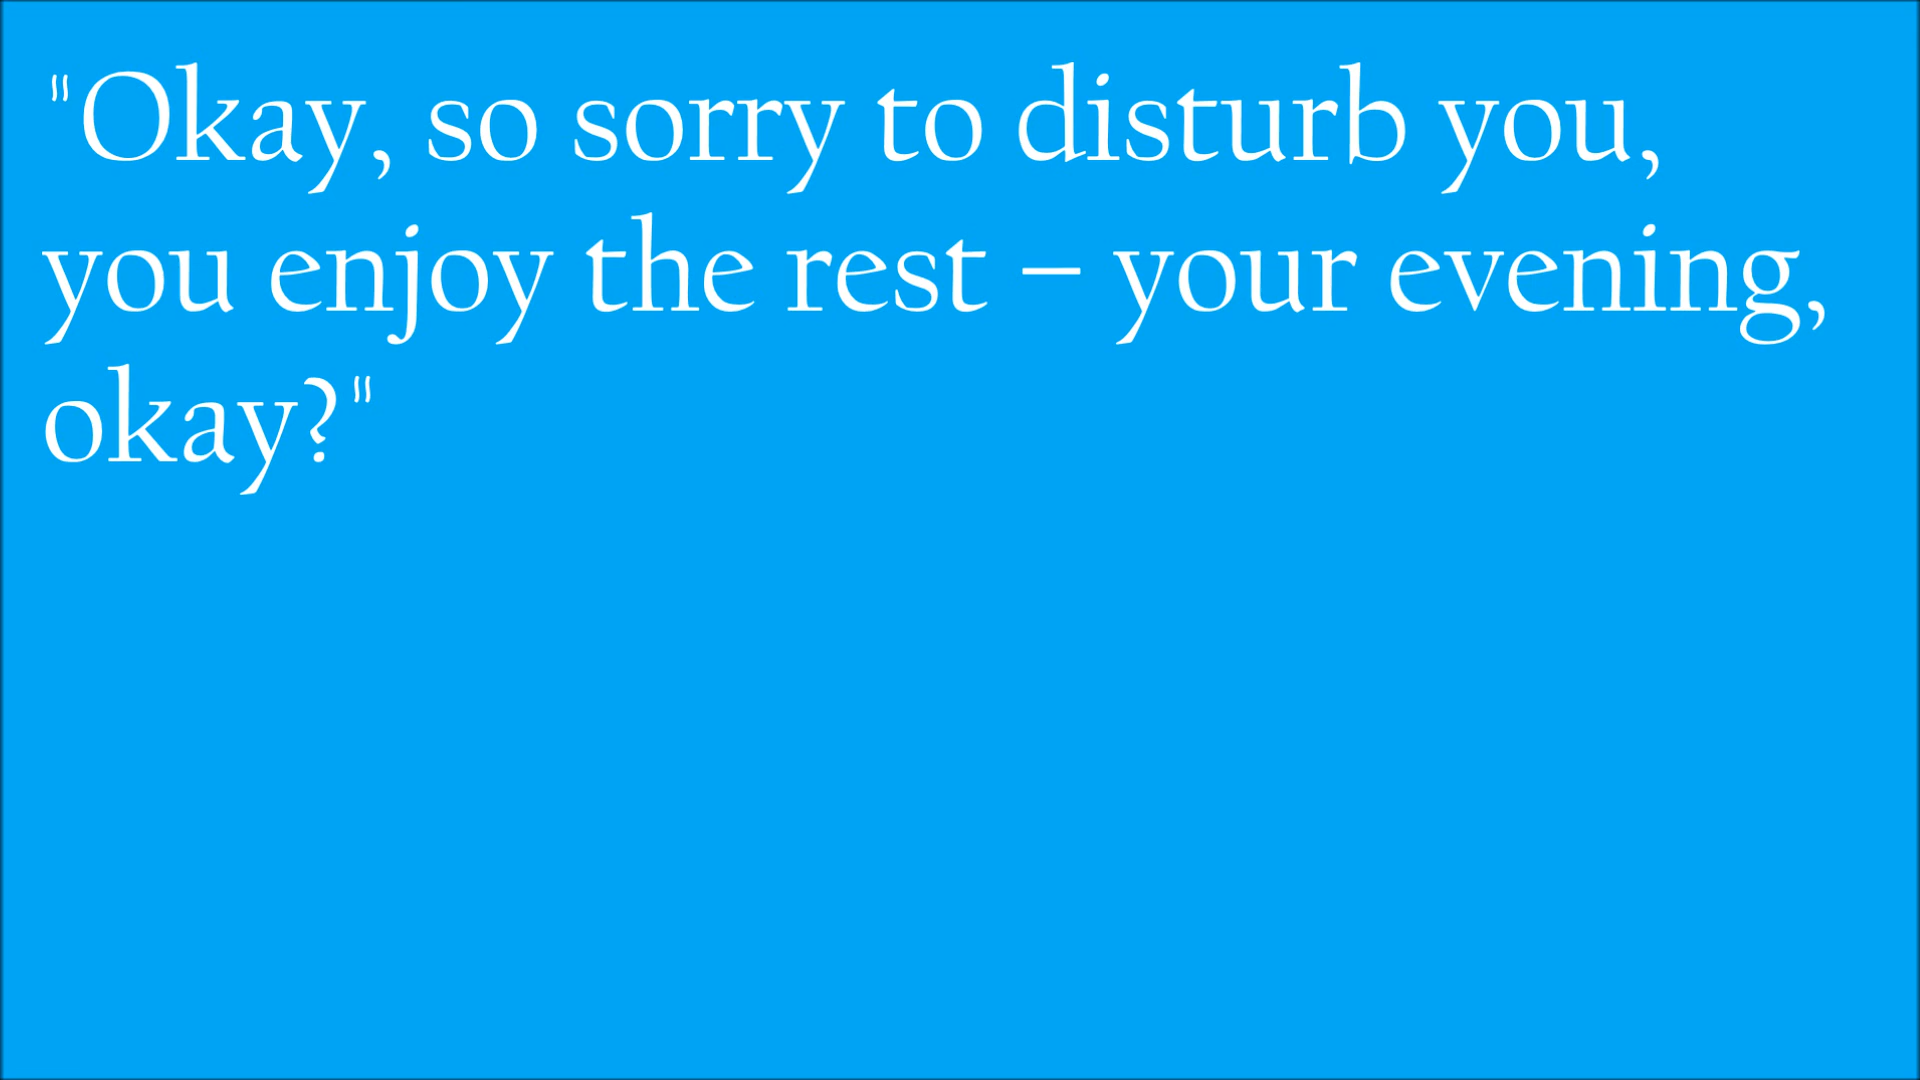 "Okay, so sorry to disturb you,
you enjoy the rest – your evening,
okay?"